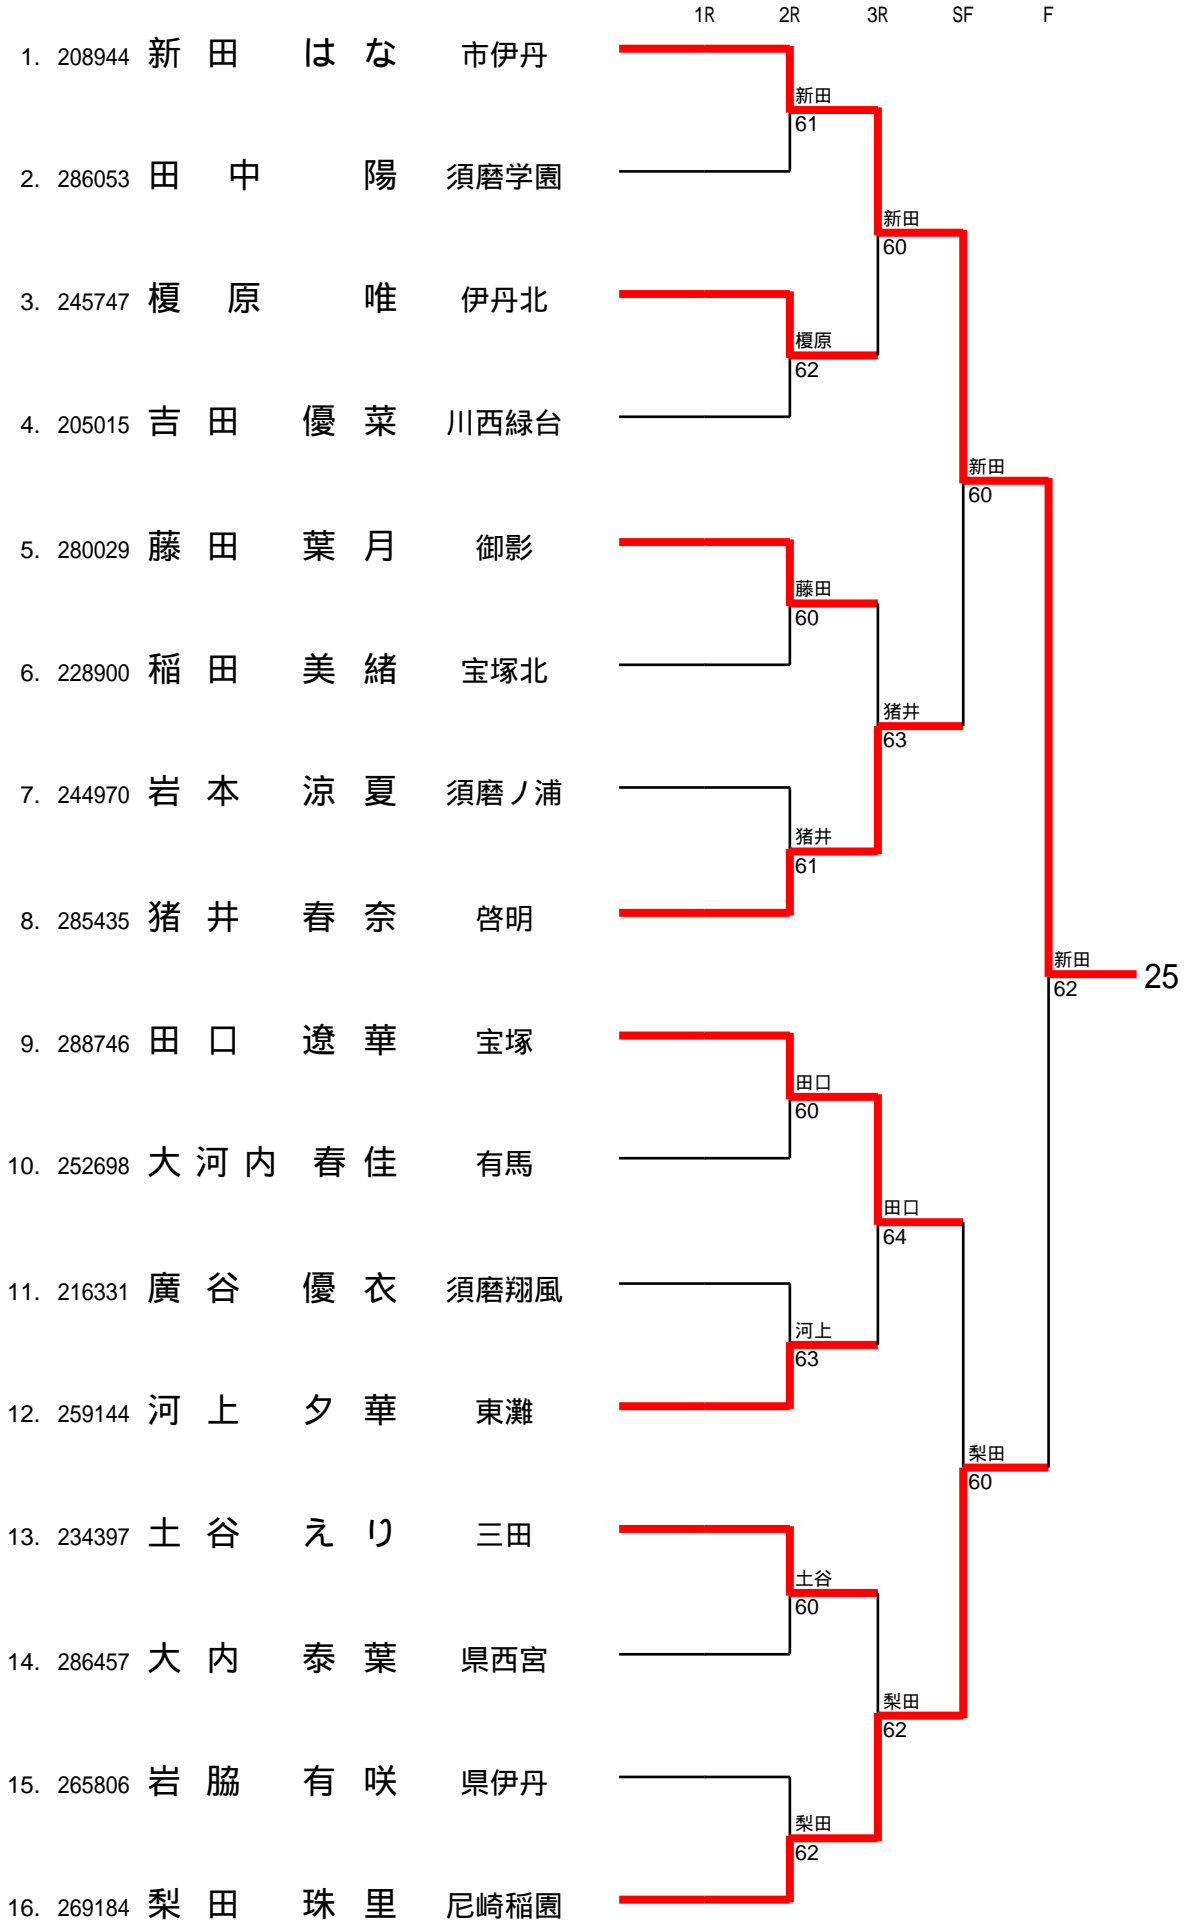 1R 2R 3R SF F
1. 208944 新田 はな 市伊丹
新田
61
2. 286053 田中 陽 須磨学園
新田
60
3. 245747 榎原 唯 伊丹北
榎原
62
4. 205015 吉田 優菜 川西緑台
新田
60
5. 280029 藤田 葉月 御影
藤田
60
6. 228900 稲田 美緒 宝塚北
猪井
63
7. 244970 岩本 涼夏 須磨ノ浦
猪井
61
8. 285435 猪井 春奈 啓明
新田
62
25
9. 288746 田口 遼華 宝塚
田口
60
10. 252698 大河内 春佳 有馬
田口
64
11. 216331 廣谷 優衣 須磨翔風
河上
63
12. 259144 河上 夕華 東灘
梨田
60
13. 234397 土谷 えり 三田
土谷
60
14. 286457 大内 泰葉 県西宮
梨田
62
15. 265806 岩脇 有咲 県伊丹
梨田
62
16. 269184 梨田 珠里 尼崎稲園